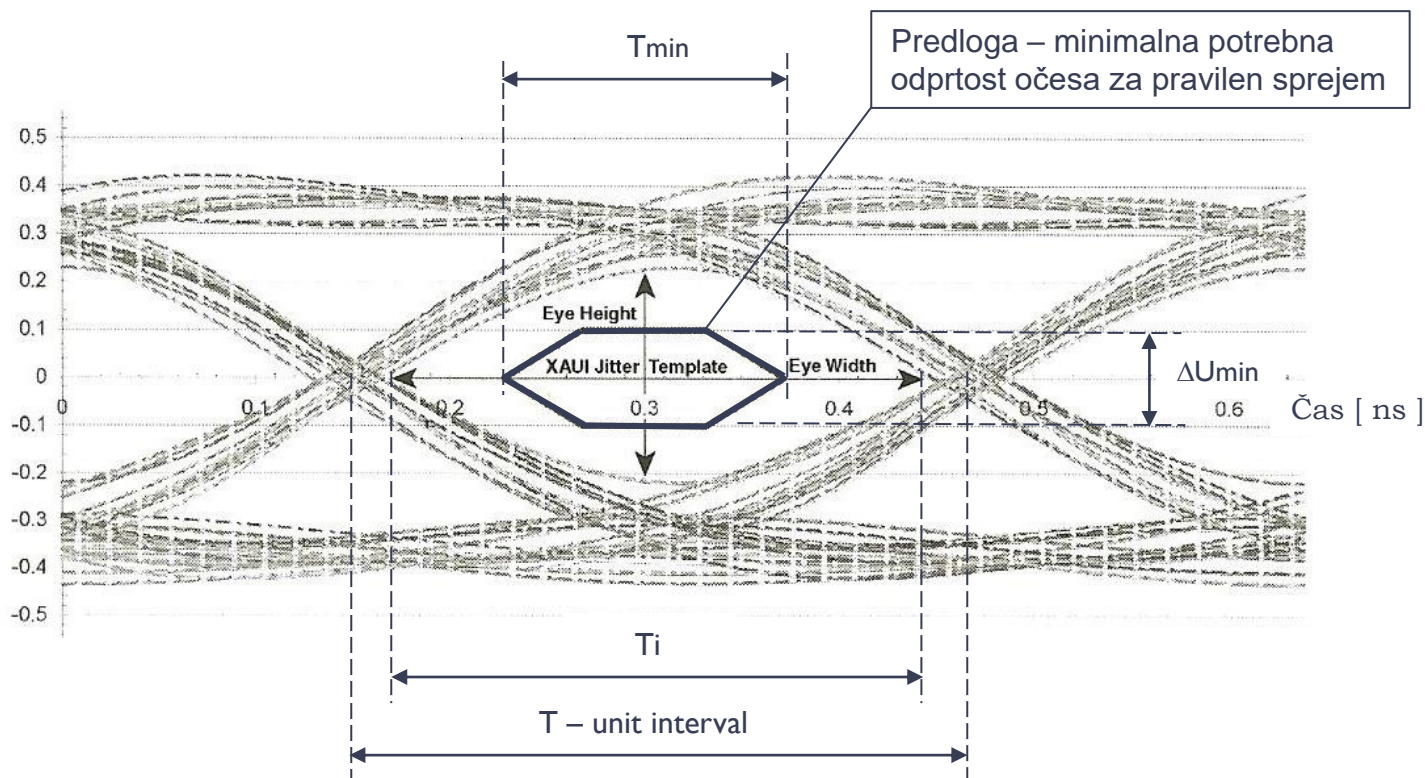 Tmin
Predloga – minimalna potrebna
odprtost očesa za pravilen sprejem
0.5
0.4
0.3
0.2
0.1
0
-0.1
-0.2
-0.3
-0.4
-0.5
Eye Height
XAUI Jitter Template
Eye Width
ΔUmin
0 0.1 0.2 0.3 0.4 0.5 0.6
Čas [ ns ]
Ti
T – unit interval